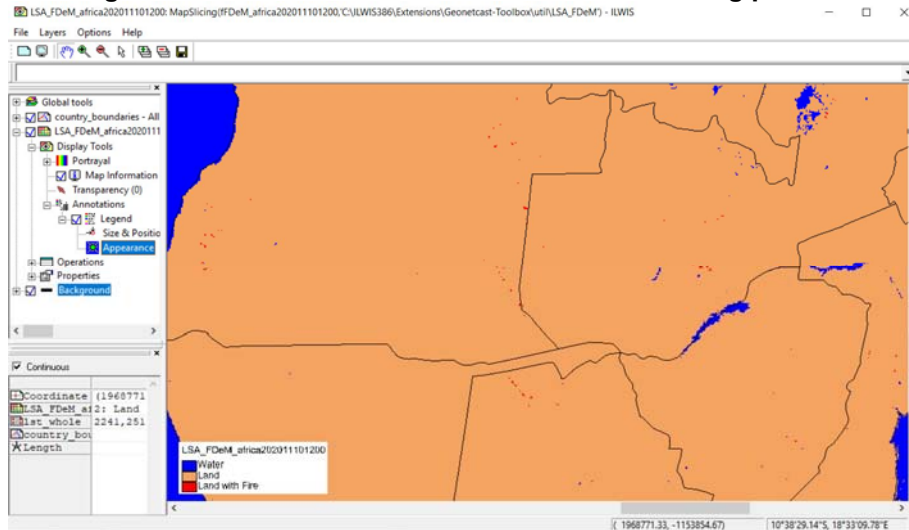 LSA_FDeM_africa202011101200: MapSlicing(fFDeM_africa202011101200,'C:\ILWIS386\Extensions\Geonetcast-Toolbox\util\LSA_FDeM') - ILWIS
File Layers Options Help
Global tools
country_boundaries - All
LSA_FDeM_africa2020111
Display Tools
Portrayal
Map Information
Transparency (0)
Annotations
Legend
Size & Positio
Appearance
Operations
Properties
Background
Continuous
Coordinate (1968771
LSA_FDeM_af 2: Land
lst_whole 2241,251
country_bou
Length
LSA_FDeM_africa202011101200
Water
Land
Land with Fire
( 1968771.33, -1153854.67) 10°38'29.14"S, 18°33'09.78"E